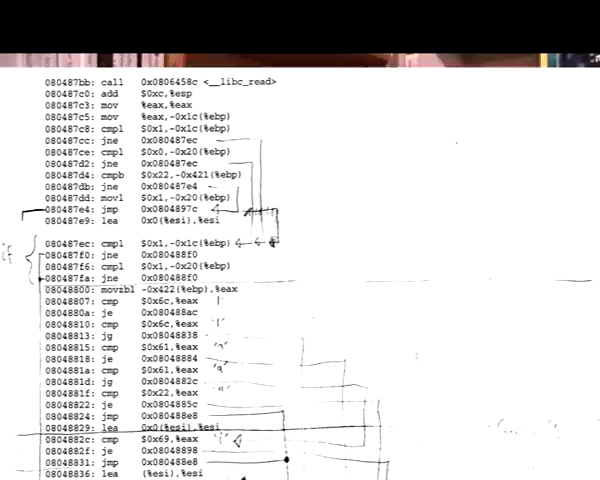 080487bb: call 0x0806458c <__libc_read>
080487c0: add $0xc,%esp
080487c3: mov %eax,%eax
080487c5: mov %eax,-0x1c(%ebp)
080487c8: cmpl $0x1,-0x1c(%ebp)
080487cc: jne 0x080487ec
080487ce: cmpl $0x0,-0x20(%ebp)
080487d2: jne 0x080487ec
080487d4: cmpb $0x22,-0x421(%ebp)
080487db: jne 0x080487e4
080487dd: movl $0x1,-0x20(%ebp)
080487e4: jmp 0x0804897c
080487e9: lea 0x0(%esi),%esi
080487ec: cmpl $0x1,-0x1c(%ebp)
if
080487f0: jne 0x080488f0
080487f6: cmpl $0x1,-0x20(%ebp)
080487fa: jne 0x080488f0
08048800: movzbl -0x422(%ebp),%eax
08048807: cmp $0x6c,%eax
0804880a: je 0x080488ac
08048810: cmp $0x6c,%eax "l"
08048813: jg 0x08048838
08048815: cmp $0x61,%eax "a"
08048818: je 0x08048884
0804881a: cmp $0x61,%eax "a"
0804881d: jg 0x0804882c
0804881f: cmp $0x22,%eax
08048822: je 0x0804885c
08048824: jmp 0x080488e8
08048829: lea 0x0(%esi),%esi
0804882c: cmp $0x69,%eax "i"
0804882f: je 0x08048898
08048831: jmp 0x080488e8
08048836: lea (%esi),%esi